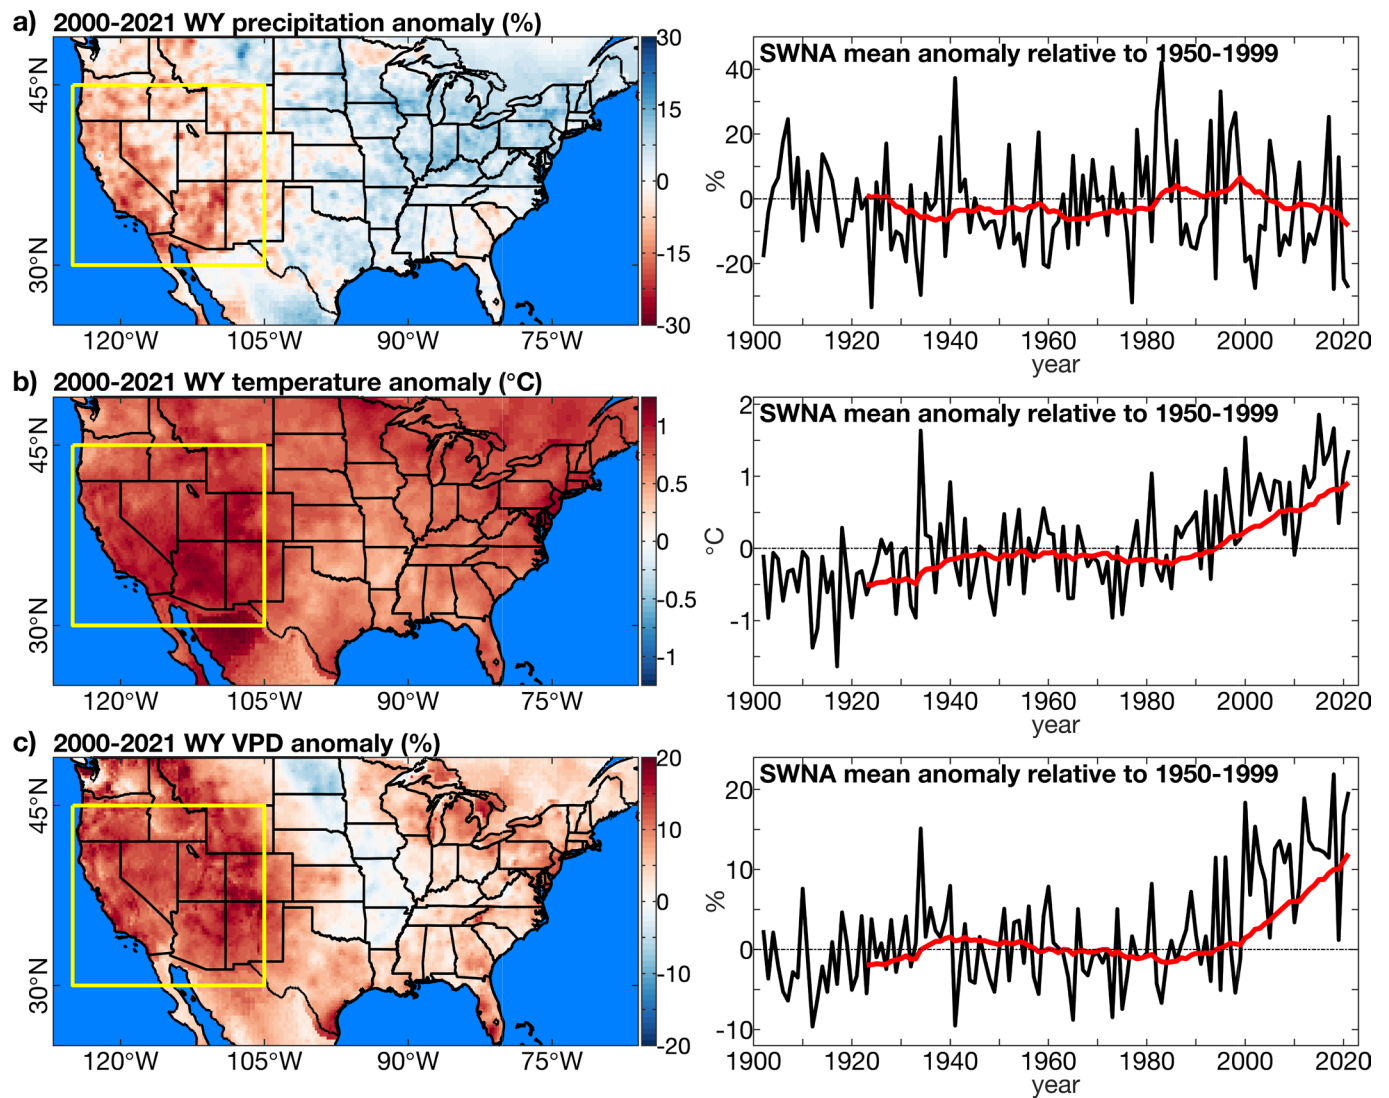 a) 2000-2021 WY precipitation anomaly (%)
45°N
30°N
120°W 105°W 90°W 75°W
30
15
0
-15
-30
SWNA mean anomaly relative to 1950-1999
%
40
20
0
-20
1900 1920 1940 1960 1980 2000 2020
year
b) 2000-2021 WY temperature anomaly (°C)
45°N
30°N
120°W 105°W 90°W 75°W
1
0.5
0
-0.5
-1
SWNA mean anomaly relative to 1950-1999
°C
2
1
0
-1
1900 1920 1940 1960 1980 2000 2020
year
c) 2000-2021 WY VPD anomaly (%)
45°N
30°N
120°W 105°W 90°W 75°W
20
10
0
-10
-20
SWNA mean anomaly relative to 1950-1999
%
20
10
0
-10
1900 1920 1940 1960 1980 2000 2020
year